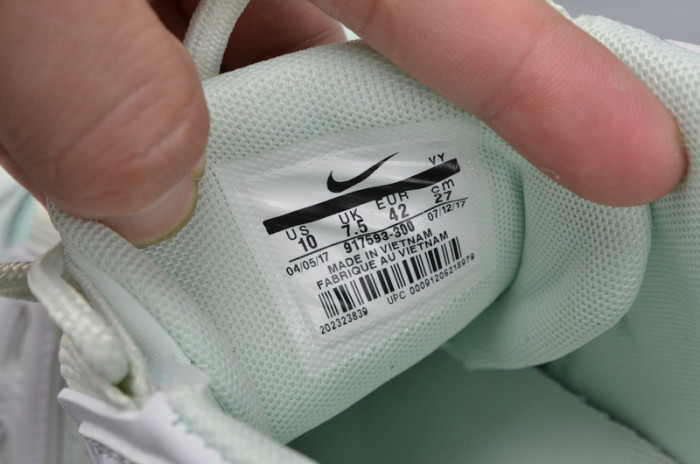 VY
US UK EUR cm
10 7.5 42 27
04/05/17 917593-300 07/12/17
MADE IN VIETNAM
FABRIQUE AU VIETNAM
202323839 UPC 00091206218979